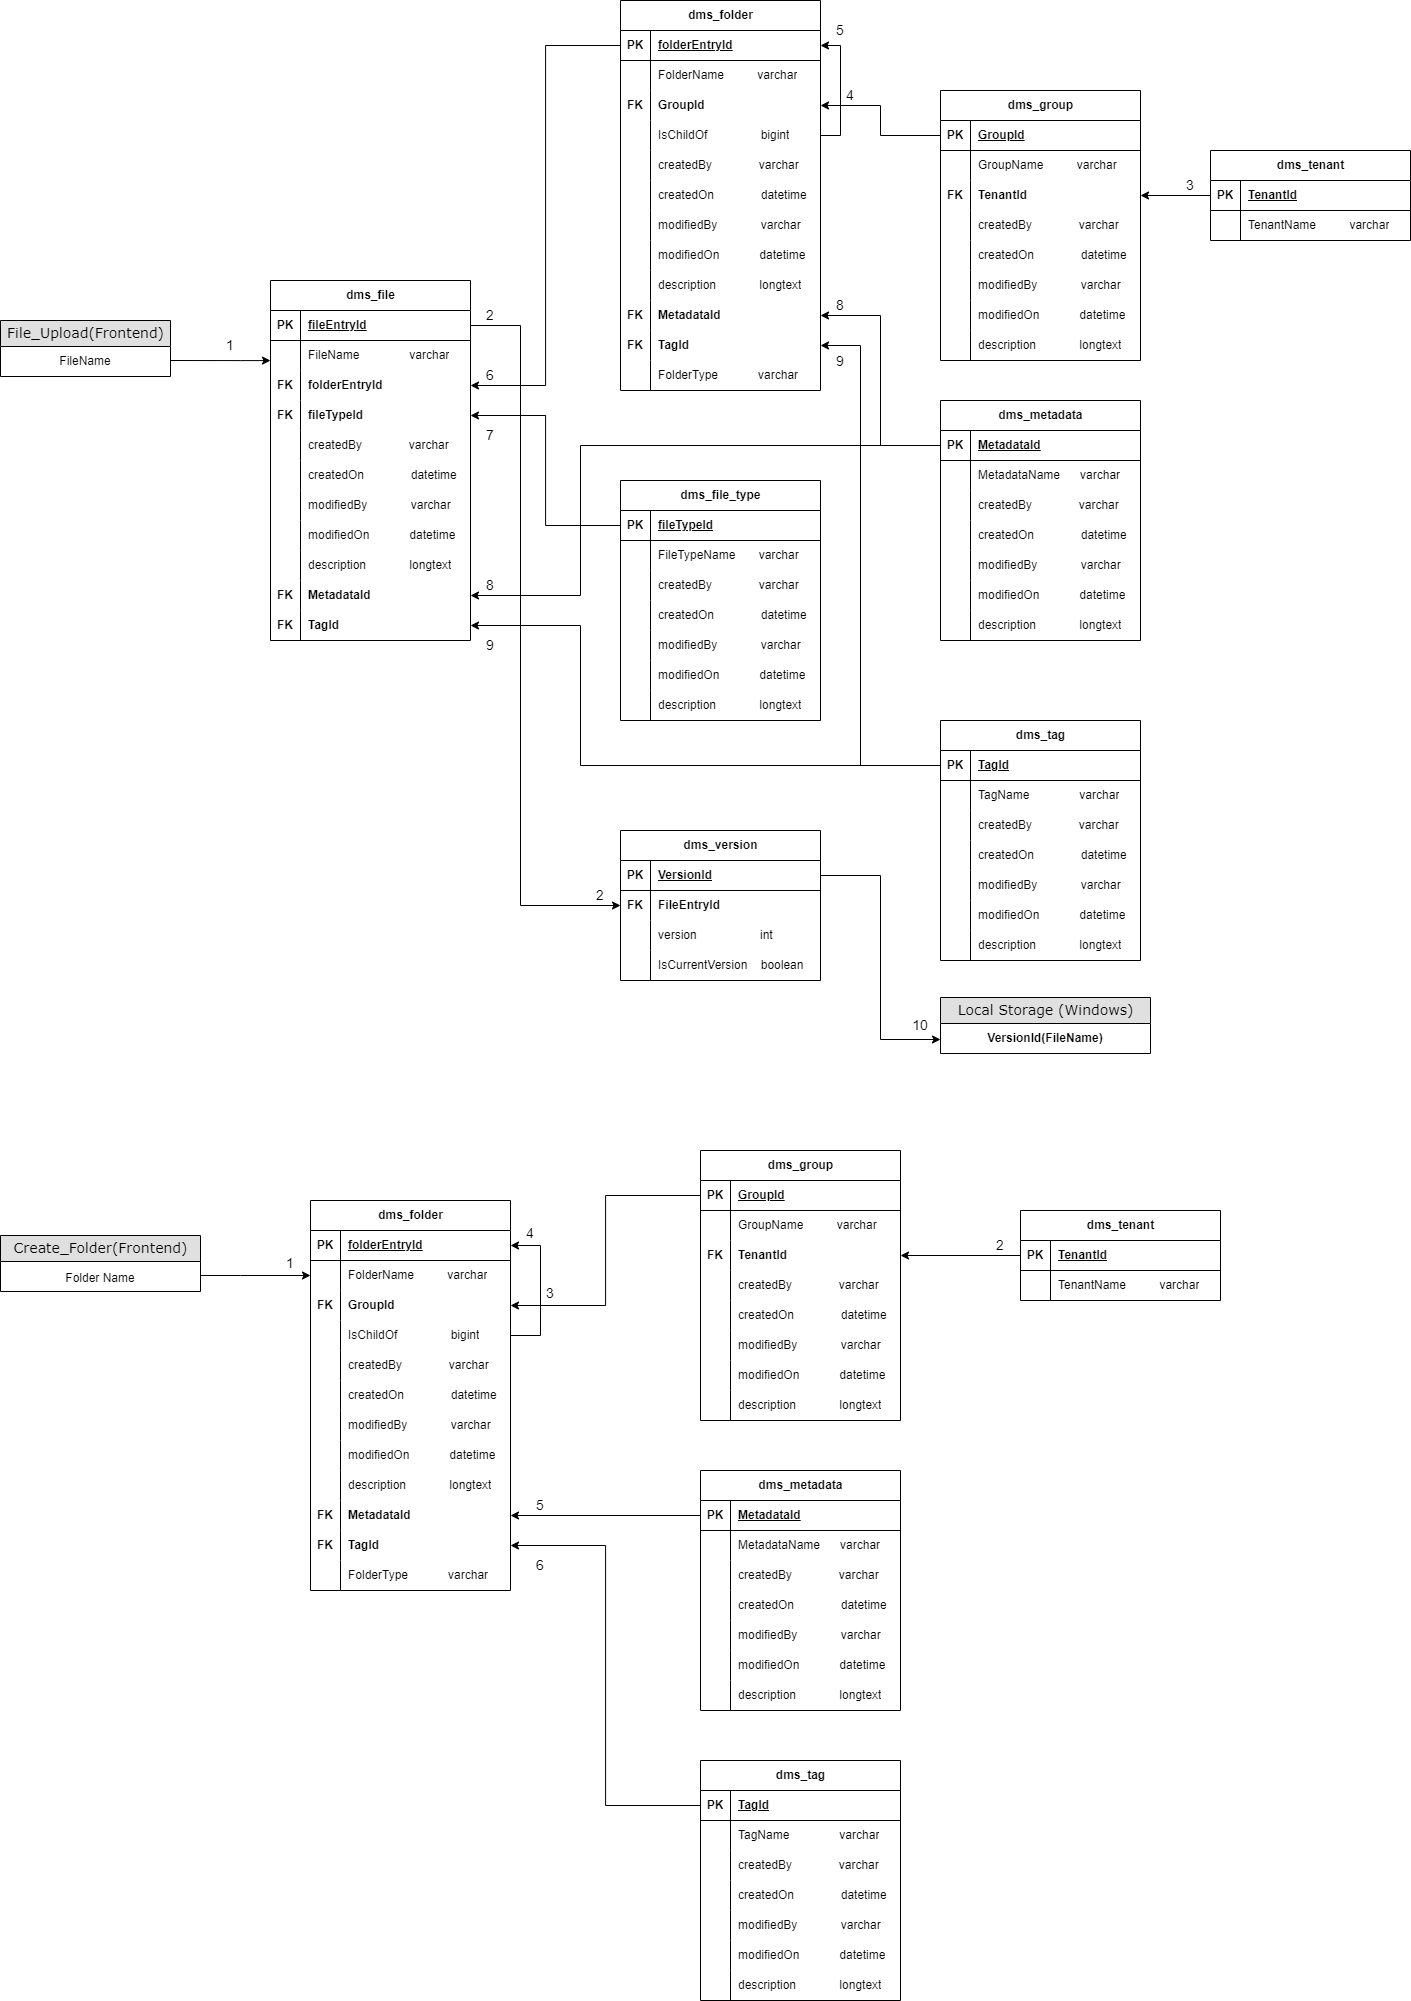 dms_folder
PK folderEntryId
FolderName varchar
FK GroupId
IsChildOf bigint
createdBy varchar
createdOn datetime
modifiedBy varchar
modifiedOn datetime
description longtext
FK MetadataId
FK TagId
FolderType varchar
5
4
8
9
dms_group
PK GroupId
GroupName varchar
FK TenantId
createdBy varchar
createdOn datetime
modifiedBy varchar
modifiedOn datetime
description longtext
3
dms_tenant
PK TenantId
TenantName varchar
File_Upload(Frontend)
FileName
1
dms_file
PK fileEntryId
FileName varchar
FK folderEntryId
FK fileTypeId
createdBy varchar
createdOn datetime
modifiedBy varchar
modifiedOn datetime
description longtext
FK MetadataId
FK TagId
2
6
7
8
9
dms_file_type
PK fileTypeId
FileTypeName varchar
createdBy varchar
createdOn datetime
modifiedBy varchar
modifiedOn datetime
description longtext
dms_metadata
PK MetadataId
MetadataName varchar
createdBy varchar
createdOn datetime
modifiedBy varchar
modifiedOn datetime
description longtext
dms_tag
PK TagId
TagName varchar
createdBy varchar
createdOn datetime
modifiedBy varchar
modifiedOn datetime
description longtext
2
dms_version
PK VersionId
FK FileEntryId
version int
IsCurrentVersion boolean
10
Local Storage (Windows)
VersionId(FileName)
Create_Folder(Frontend)
Folder Name
1
dms_folder
PK folderEntryId
FolderName varchar
FK GroupId
IsChildOf bigint
createdBy varchar
createdOn datetime
modifiedBy varchar
modifiedOn datetime
description longtext
FK MetadataId
FK TagId
FolderType varchar
4
3
5
6
dms_group
PK GroupId
GroupName varchar
FK TenantId
createdBy varchar
createdOn datetime
modifiedBy varchar
modifiedOn datetime
description longtext
2
dms_tenant
PK TenantId
TenantName varchar
dms_metadata
PK MetadataId
MetadataName varchar
createdBy varchar
createdOn datetime
modifiedBy varchar
modifiedOn datetime
description longtext
dms_tag
PK TagId
TagName varchar
createdBy varchar
createdOn datetime
modifiedBy varchar
modifiedOn datetime
description longtext